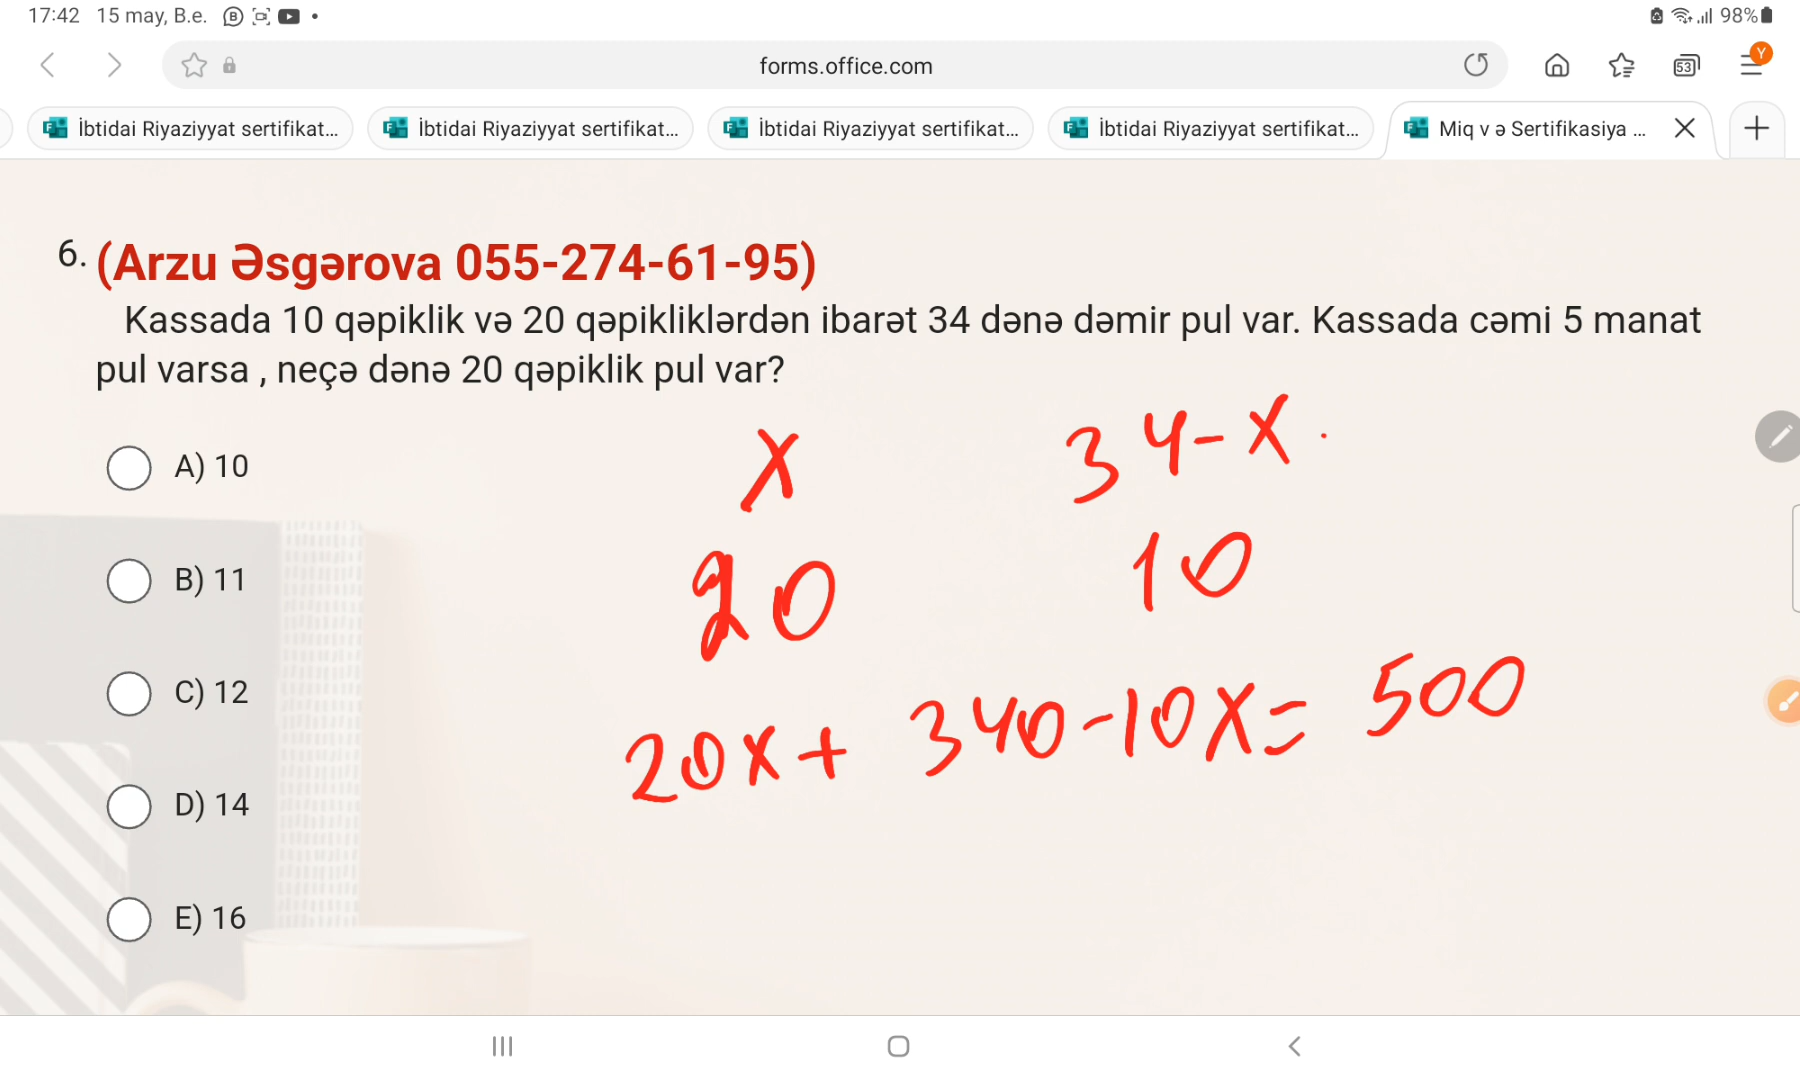 17:42 15 may, B.e. 98%
forms.office.com 53 Y
İbtidai Riyaziyyat sertifikat... İbtidai Riyaziyyat sertifikat... İbtidai Riyaziyyat sertifikat... İbtidai Riyaziyyat sertifikat... Miq v ə Sertifikasiya ...
6. (Arzu Əsgərova 055-274-61-95)
Kassada 10 qəpiklik və 20 qəpikliklərdən ibarət 34 dənə dəmir pul var. Kassada cəmi 5 manat
pul varsa , neçə dənə 20 qəpiklik pul var?
x 34-x
A) 10
20 10
B) 11
C) 12
20x+ 340-10x= 500
D) 14
E) 16